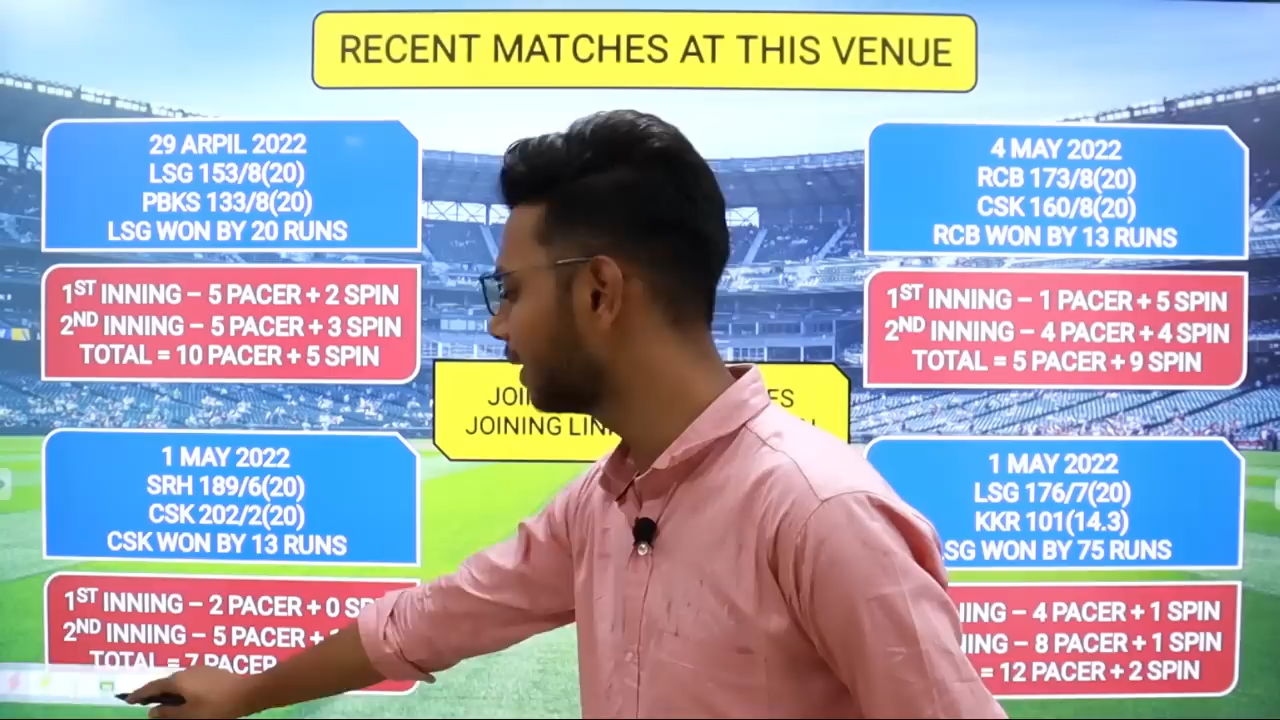 RECENT MATCHES AT THIS VENUE
29 ARPIL 2022
LSG 153/8(20)
PBKS 133/8(20)
LSG WON BY 20 RUNS
1ST INNING – 5 PACER + 2 SPIN
2ND INNING – 5 PACER + 3 SPIN
TOTAL = 10 PACER + 5 SPIN
4 MAY 2022
RCB 173/8(20)
CSK 160/8(20)
RCB WON BY 13 RUNS
1ST INNING – 1 PACER + 5 SPIN
2ND INNING – 4 PACER + 4 SPIN
TOTAL = 5 PACER + 9 SPIN
JOINING
1 MAY 2022
SRH 189/6(20)
CSK 202/2(20)
CSK WON BY 13 RUNS
1ST INNING – 2 PACER + 0
2ND INNING – 5 PACER +
TOTAL = 7 PACER
1 MAY 2022
LSG 176/7(20)
KKR 101(14.3)
WON BY 75 RUNS
– 4 PACER + 1 SPIN
– 8 PACER + 1 SPIN
= 12 PACER + 2 SPIN